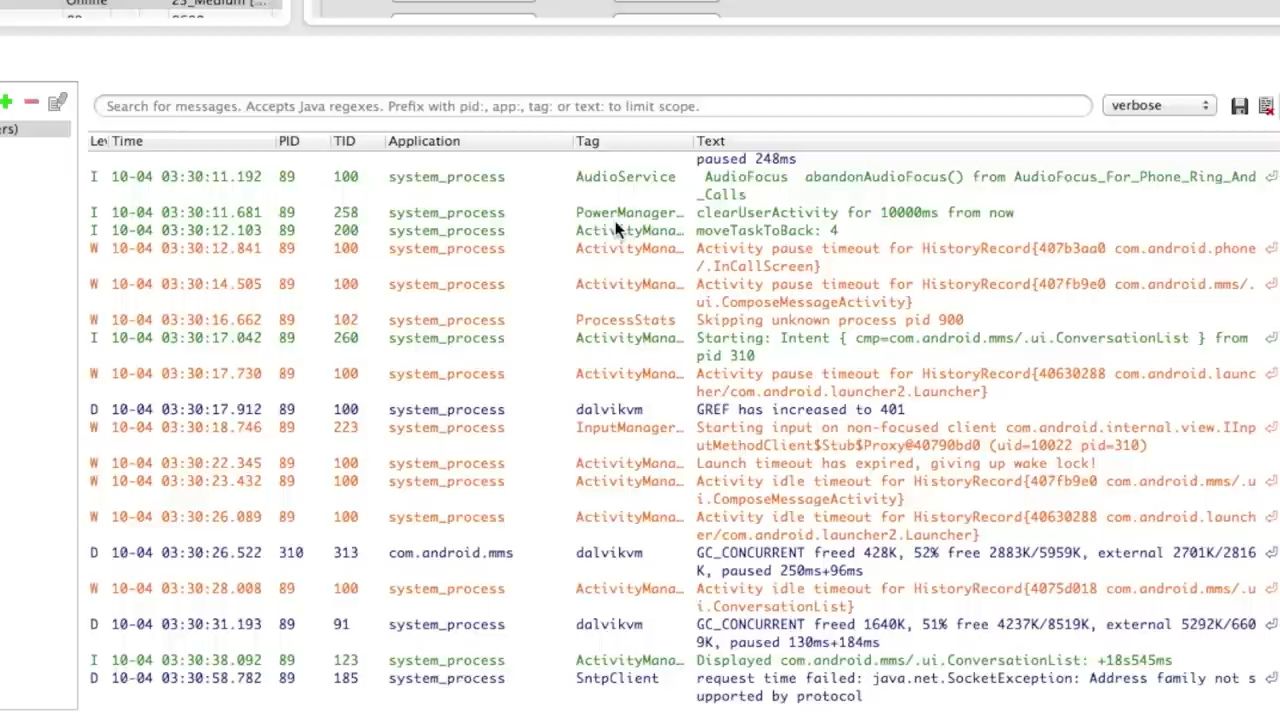 Online
23_Medium [...
ers)
Search for messages. Accepts Java regexes. Prefix with pid:, app:, tag: or text: to limit scope.
verbose
Lev Time PID TID Application Tag Text
paused 248ms
I 10-04 03:30:11.192 89 100 system_process AudioService  AudioFocus  abandonAudioFocus() from AudioFocus_For_Phone_Ring_And
_Calls
I 10-04 03:30:11.681 89 258 system_process PowerManager… clearUserActivity for 10000ms from now
I 10-04 03:30:12.103 89 200 system_process ActivityMana… moveTaskToBack: 4
W 10-04 03:30:12.841 89 100 system_process ActivityMana… Activity pause timeout for HistoryRecord{407b3aa0 com.android.phone
/.InCallScreen}
W 10-04 03:30:14.505 89 100 system_process ActivityMana… Activity pause timeout for HistoryRecord{407fb9e0 com.android.mms/.
ui.ComposeMessageActivity}
W 10-04 03:30:16.662 89 102 system_process ProcessStats Skipping unknown process pid 900
I 10-04 03:30:17.042 89 260 system_process ActivityMana… Starting: Intent { cmp=com.android.mms/.ui.ConversationList } from
pid 310
W 10-04 03:30:17.730 89 100 system_process ActivityMana… Activity pause timeout for HistoryRecord{40630288 com.android.launc
her/com.android.launcher2.Launcher}
D 10-04 03:30:17.912 89 100 system_process dalvikvm GREF has increased to 401
W 10-04 03:30:18.746 89 223 system_process InputManager… Starting input on non-focused client com.android.internal.view.IInp
utMethodClient$Stub$Proxy@40790bd0 (uid=10022 pid=310)
W 10-04 03:30:22.345 89 100 system_process ActivityMana… Launch timeout has expired, giving up wake lock!
W 10-04 03:30:23.432 89 100 system_process ActivityMana… Activity idle timeout for HistoryRecord{407fb9e0 com.android.mms/.u
i.ComposeMessageActivity}
W 10-04 03:30:26.089 89 100 system_process ActivityMana… Activity idle timeout for HistoryRecord{40630288 com.android.launch
er/com.android.launcher2.Launcher}
D 10-04 03:30:26.522 310 313 com.android.mms dalvikvm GC_CONCURRENT freed 428K, 52% free 2883K/5959K, external 2701K/2816
K, paused 250ms+96ms
W 10-04 03:30:28.008 89 100 system_process ActivityMana… Activity idle timeout for HistoryRecord{4075d018 com.android.mms/.u
i.ConversationList}
D 10-04 03:30:31.193 89 91 system_process dalvikvm GC_CONCURRENT freed 1640K, 51% free 4237K/8519K, external 5292K/660
9K, paused 130ms+184ms
I 10-04 03:30:38.092 89 123 system_process ActivityMana… Displayed com.android.mms/.ui.ConversationList: +18s545ms
D 10-04 03:30:58.782 89 185 system_process SntpClient request time failed: java.net.SocketException: Address family not s
upported by protocol